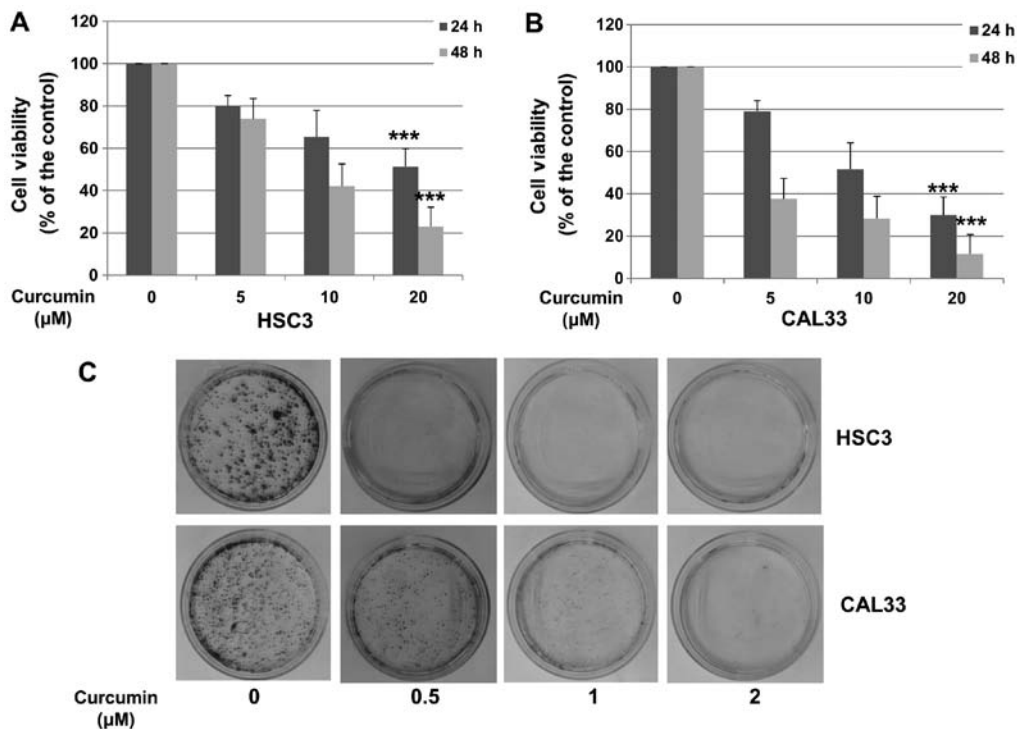 A
120
100
80
60
40
20
0
Cell viability
(% of the control)
24 h
48 h
***
***
Curcumin
(µM)
0 5 10 20
HSC3
B
120
100
80
60
40
20
0
Cell viability
(% of the control)
24 h
48 h
***
***
Curcumin
(µM)
0 5 10 20
CAL33
C
HSC3
CAL33
Curcumin
(µM)
0 0.5 1 2